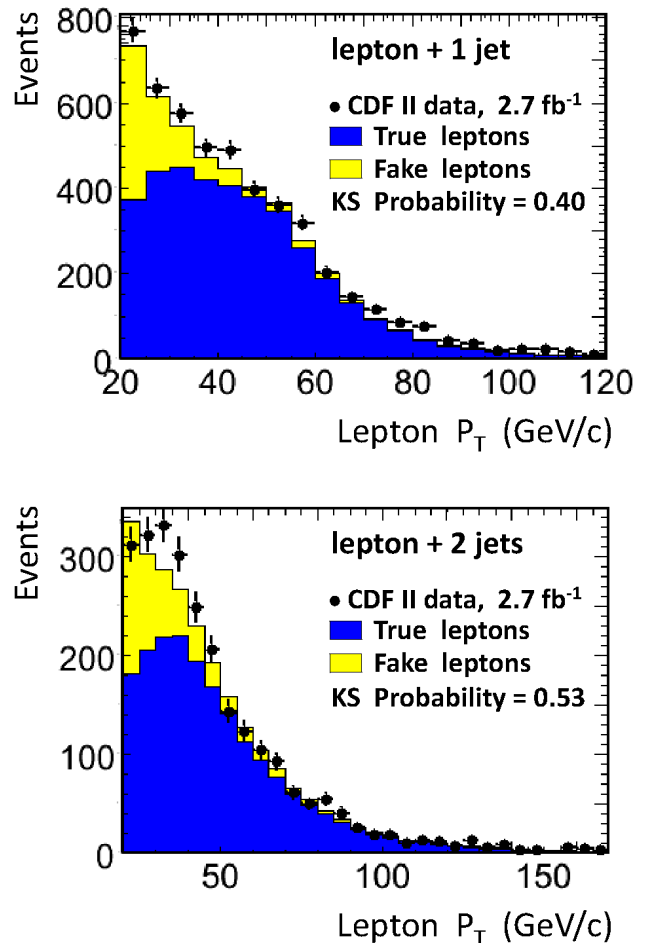 800
600
400
200
0
Events
lepton + 1 jet
CDF II data, 2.7 fb⁻¹
True leptons
Fake leptons
KS Probability = 0.40
20 40 60 80 100 120
Lepton P_T (GeV/c)
300
200
100
0
Events
lepton + 2 jets
CDF II data, 2.7 fb⁻¹
True leptons
Fake leptons
KS Probability = 0.53
50 100 150
Lepton P_T (GeV/c)